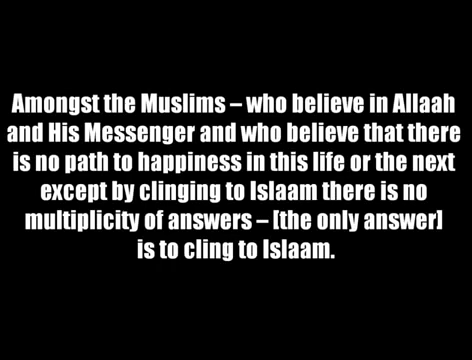 Amongst the Muslims – who believe in Allaah
and His Messenger and who believe that there
is no path to happiness in this life or the next
except by clinging to Islaam there is no
multiplicity of answers – [the only answer]
is to cling to Islaam.